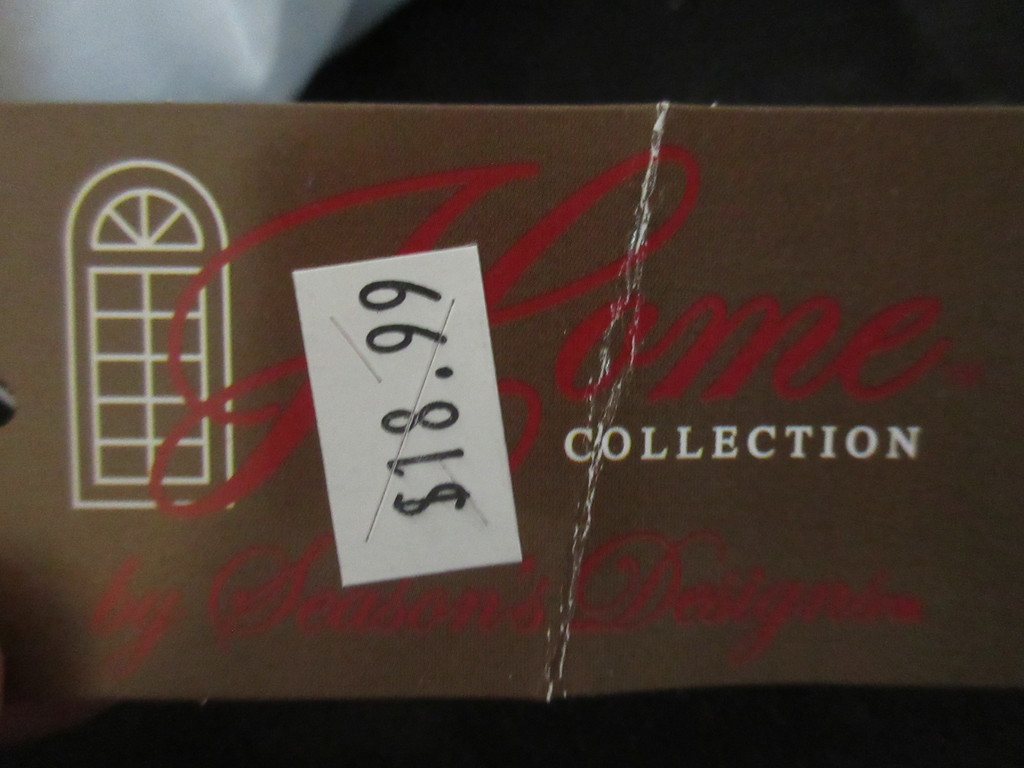 Home
COLLECTION
by Season's Designs
$18.99